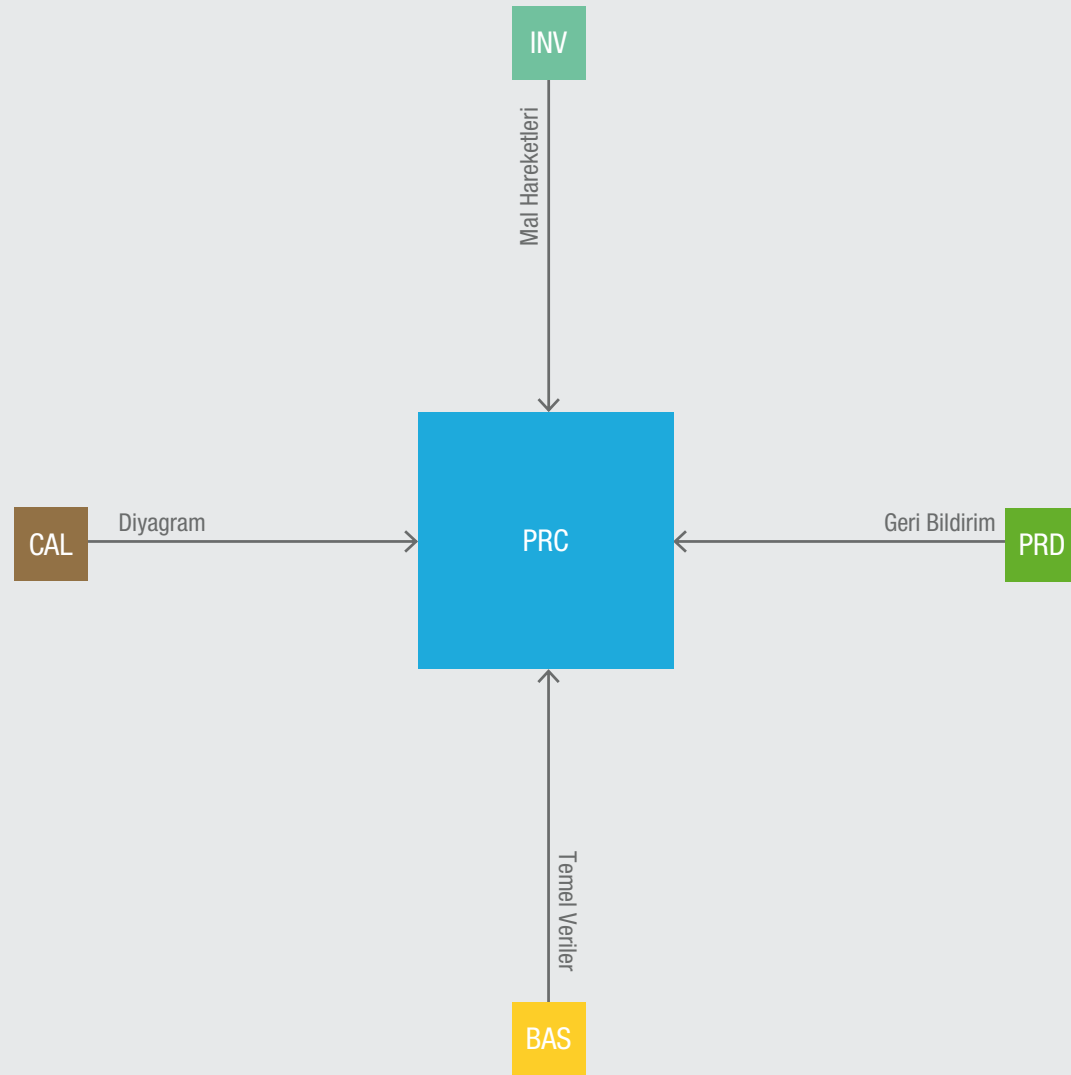 INV
Mal Hareketleri
Diyagram
Geri Bildirim
CAL
PRC
PRD
Temel Veriler
BAS